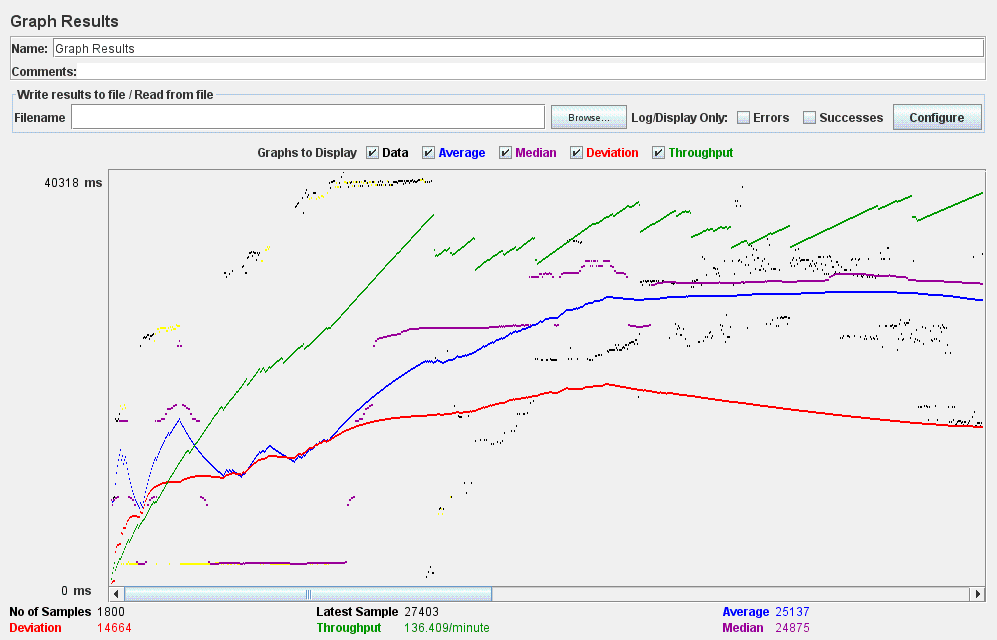 Graph Results
Name: Graph Results
Comments:
Write results to file / Read from file
Filename Browse... Log/Display Only: Errors Successes Configure
Graphs to Display Data Average Median Deviation Throughput
40318 ms
0 ms
No of Samples 1800 Latest Sample 27403 Average 25137
Deviation 14664 Throughput 136.409/minute Median 24875